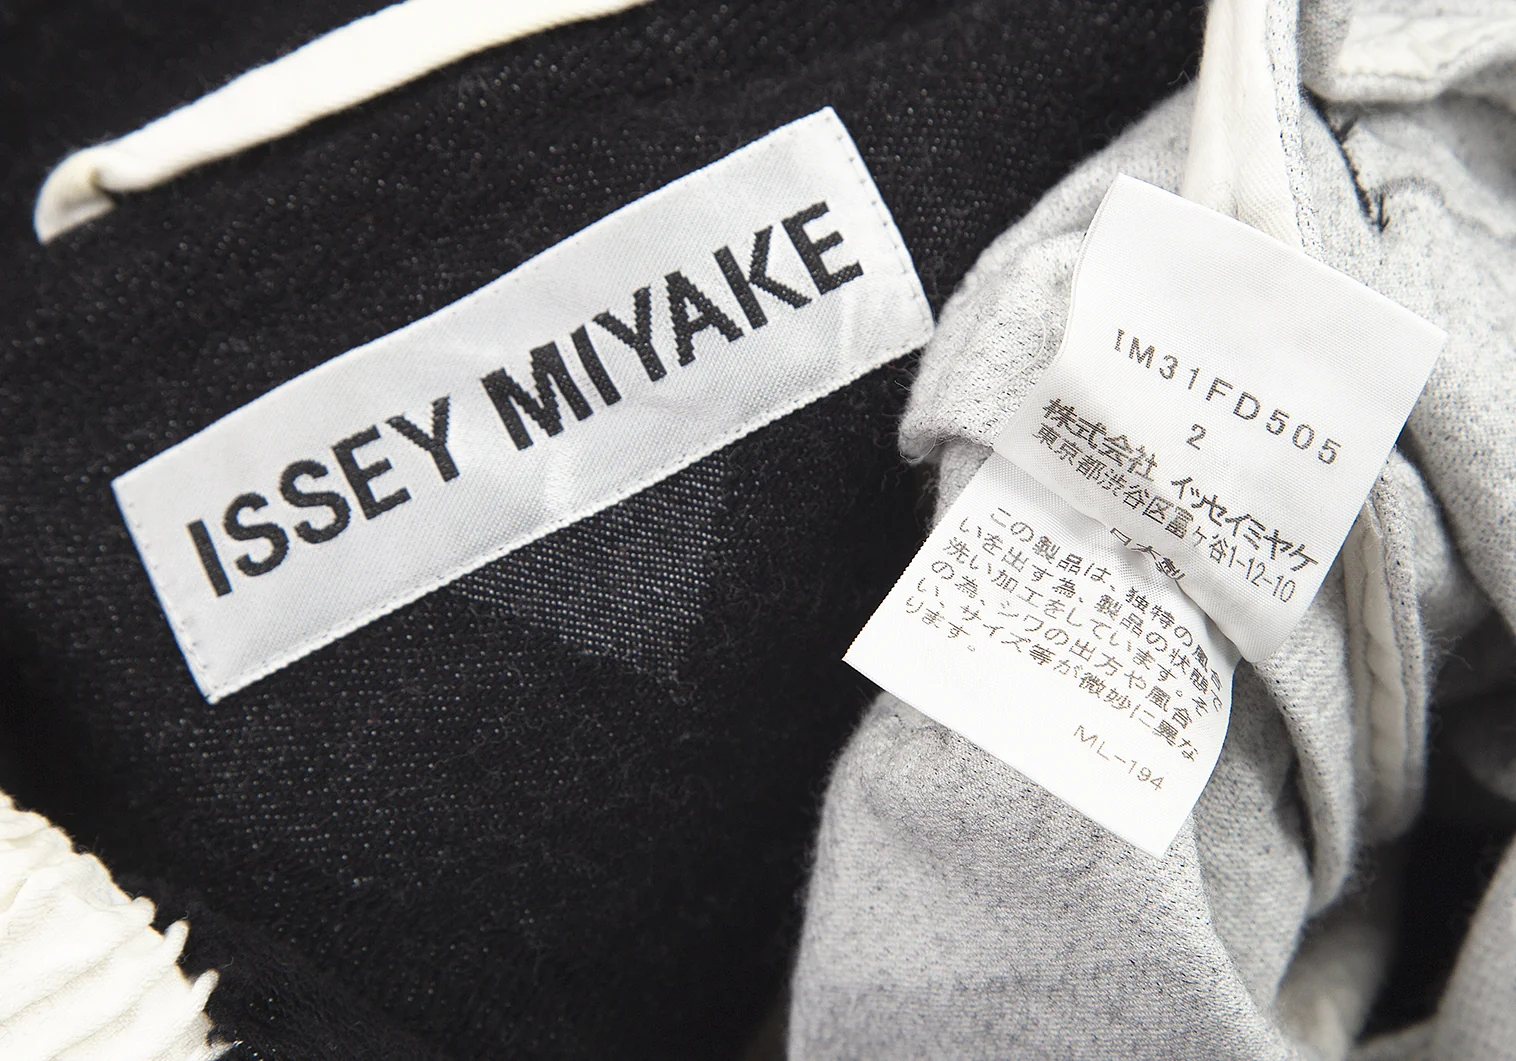 ISSEY MIYAKE
IM31FD505
2
株式会社 イッセイミヤケ
東京都渋谷区富ヶ谷1-12-10
この製品は、独特の風合
いを出す為、製品の状態で
洗い加工をしています。そ
の為、シワの出方や風合
い、サイズ等が微妙に異な
ります。
ML-194